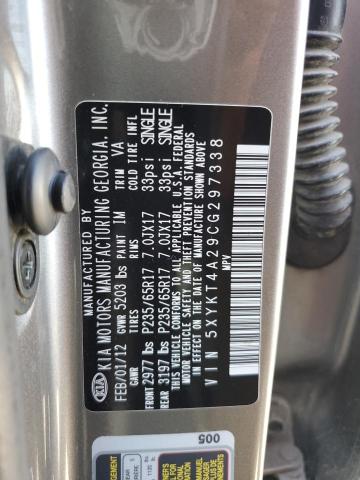 MANUFACTURED BY
KIA MOTORS MANUFACTURING GEORGIA, INC.
KIA
FEB/01/12 GVWR 5203 lbs PAINT IM TRIM VA
GAWR TIRES RIMS COLD TIRE INFL
FRONT 2977 lbs P235/65R17 7.0JX17 33psi SINGLE
REAR 3197 lbs P235/65R17 7.0JX17 33psi SINGLE
THIS VEHICLE CONFORMS TO ALL APPLICABLE U.S.A. FEDERAL
MOTOR VEHICLE SAFETY AND THEFT PREVENTION STANDARDS
IN EFFECT ON THE DATE OF MANUFACTURE SHOWN ABOVE
VIN 5XYKT4A29CG297338
MPV
005